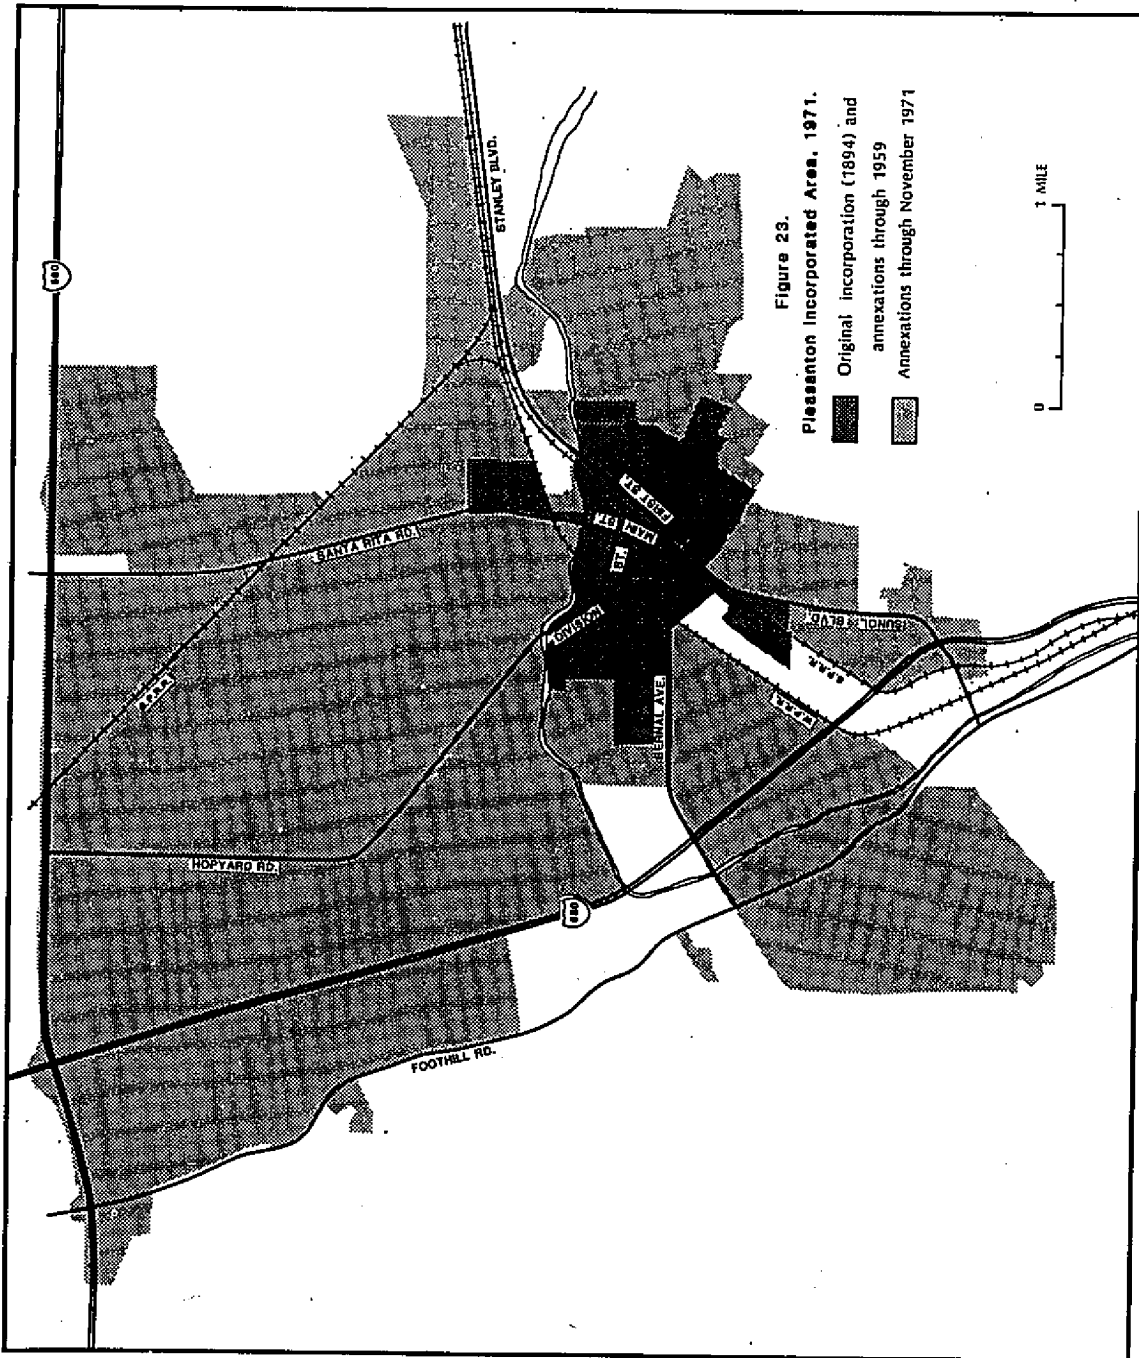 580
STANLEY BLVD.
SANTA RITA RD.
S.P.R.R.
HOPYARD RD.
680
FOOTHILL RD.
DIVISION
ST.
MAIN ST.
FIRST ST.
BERNAL AVE.
W.P.R.R.
S.P.R.R.
SUNOL BLVD.
Figure 23.
Pleasanton Incorporated Area, 1971.
Original incorporation (1894) and
annexations through 1959
Annexations through November 1971
0
1 MILE